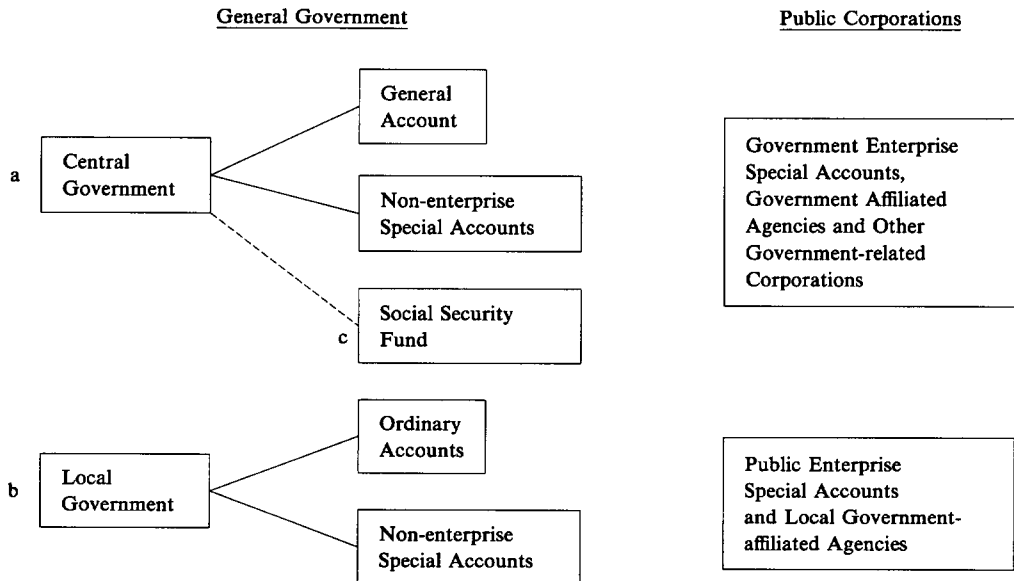 General Government
Public Corporations
General
Account
a
Central
Government
Non-enterprise
Special Accounts
c
Social Security
Fund
Government Enterprise
Special Accounts,
Government Affiliated
Agencies and Other
Government-related
Corporations
b
Local
Government
Ordinary
Accounts
Non-enterprise
Special Accounts
Public Enterprise
Special Accounts
and Local Government-
affiliated Agencies